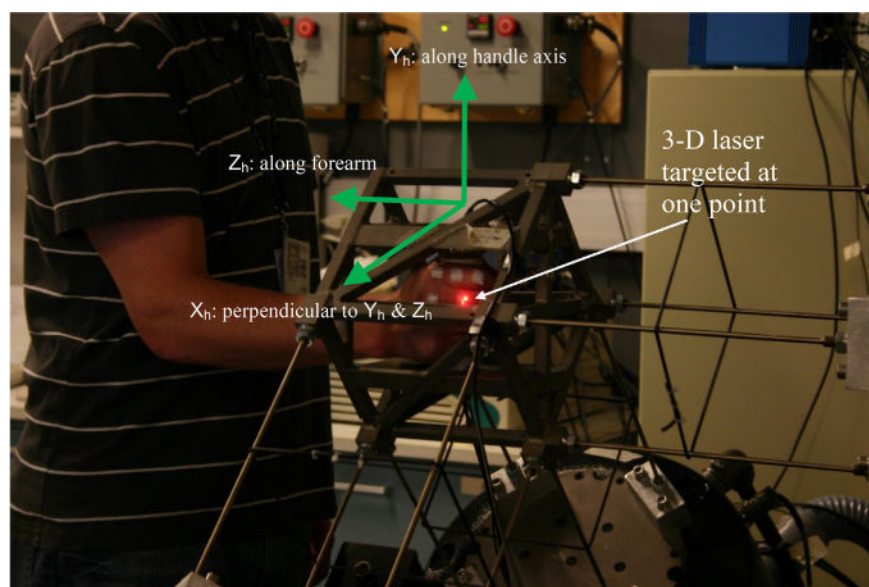 Yₕ: along handle axis
Zₕ: along forearm
3-D laser
targeted at
one point
Xₕ: perpendicular to Yₕ & Zₕ